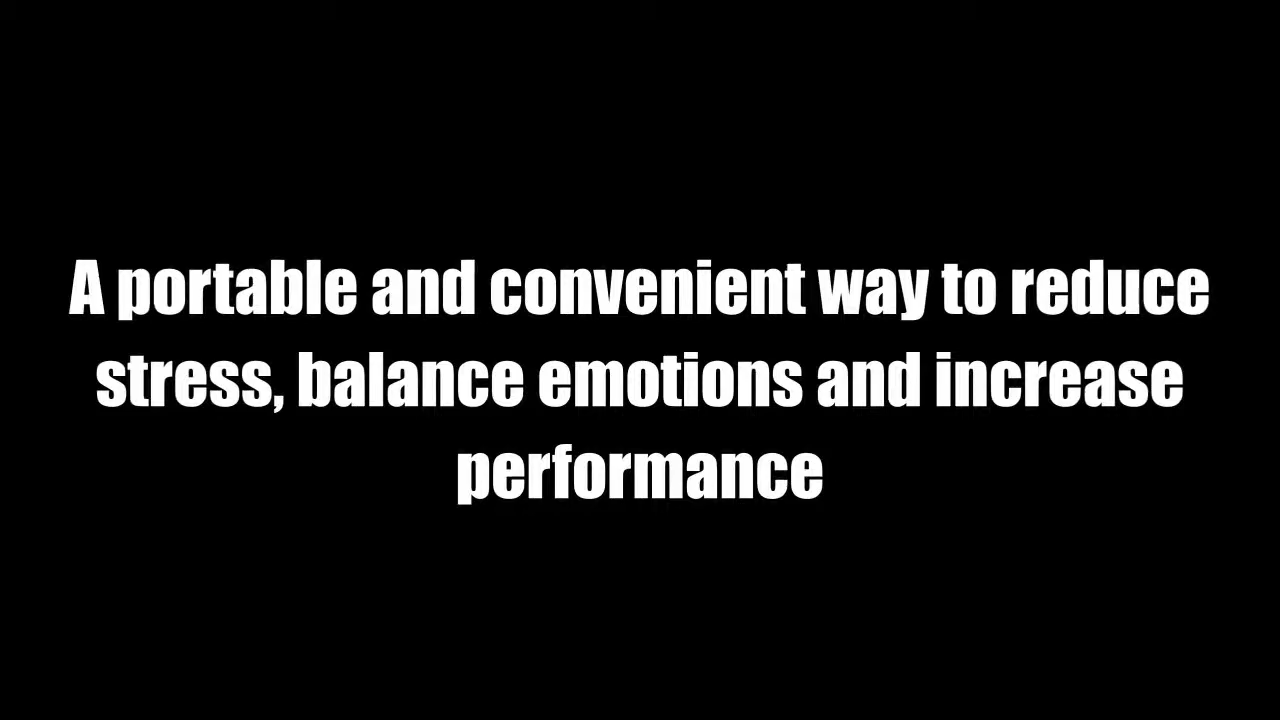 A portable and convenient way to reduce
stress, balance emotions and increase
performance